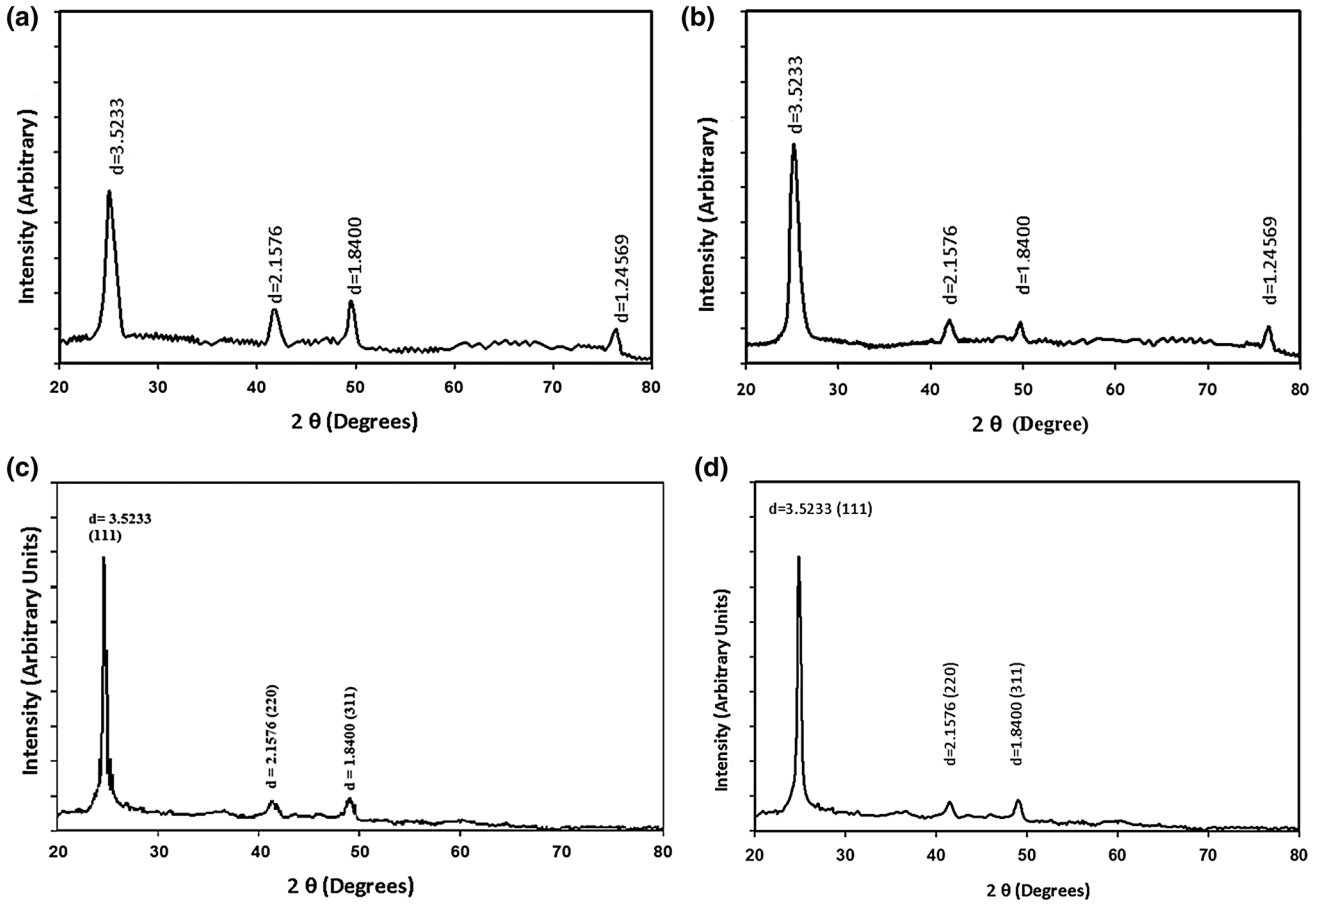 (a)
Intensity (Arbitrary)
d=3.5233
d=2.1576
d=1.8400
d=1.24569
20 30 40 50 60 70 80
2 θ (Degrees)
(b)
Intensity (Arbitrary)
d=3.5233
d=2.1576
d=1.8400
d=1.24569
20 30 40 50 60 70 80
2 θ (Degree)
(c)
Intensity (Arbitrary Units)
d= 3.5233
(111)
d = 2.1576 (220)
d = 1.8400 (311)
20 30 40 50 60 70 80
2 θ (Degrees)
(d)
Intensity (Arbitrary Units)
d=3.5233 (111)
d=2.1576 (220)
d=1.8400 (311)
20 30 40 50 60 70 80
2 θ (Degrees)